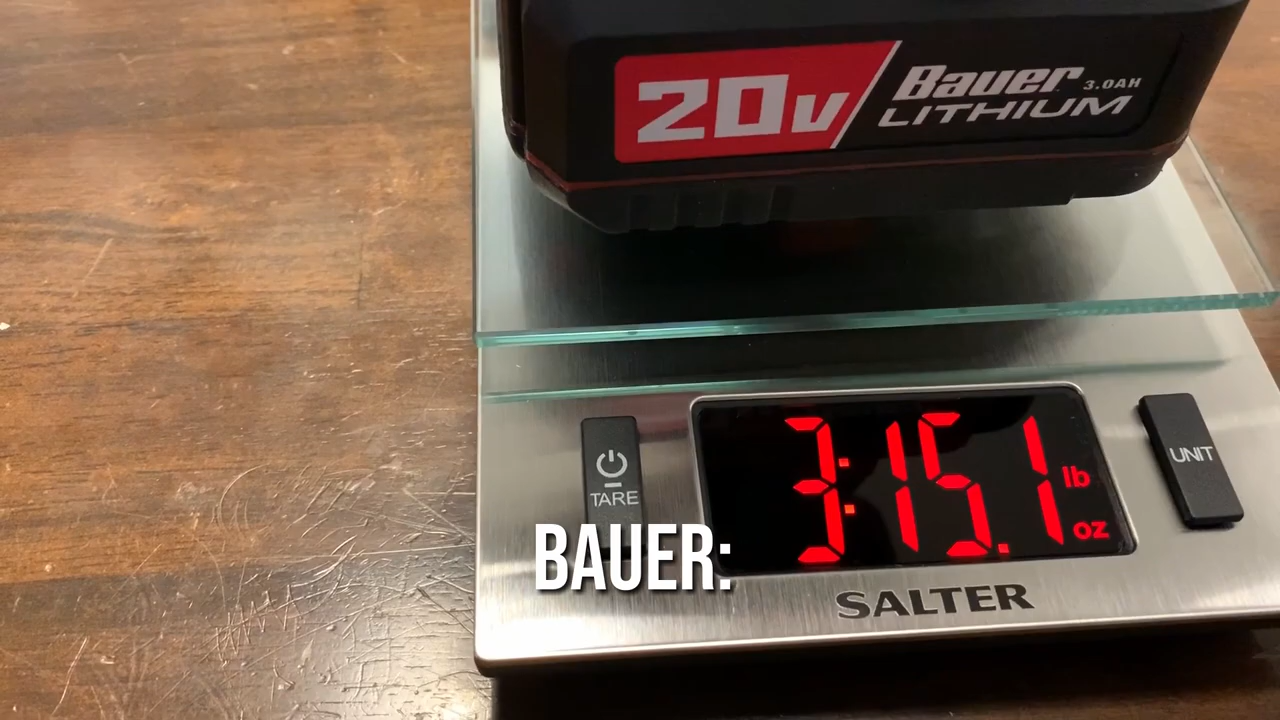 20v Bauer 3.0AH
LITHIUM
3:15.1 lb oz
TARE
UNIT
BAUER:
SALTER